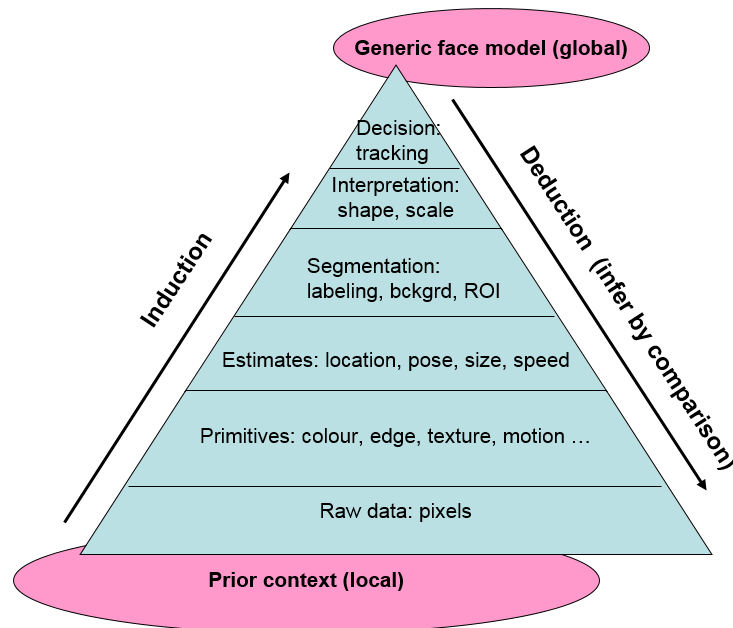 Generic face model (global)
Decision:
tracking
Interpretation:
shape, scale
Segmentation:
labeling, bckgrd, ROI
Estimates: location, pose, size, speed
Primitives: colour, edge, texture, motion …
Raw data: pixels
Prior context (local)
Induction
Deduction (infer by comparison)